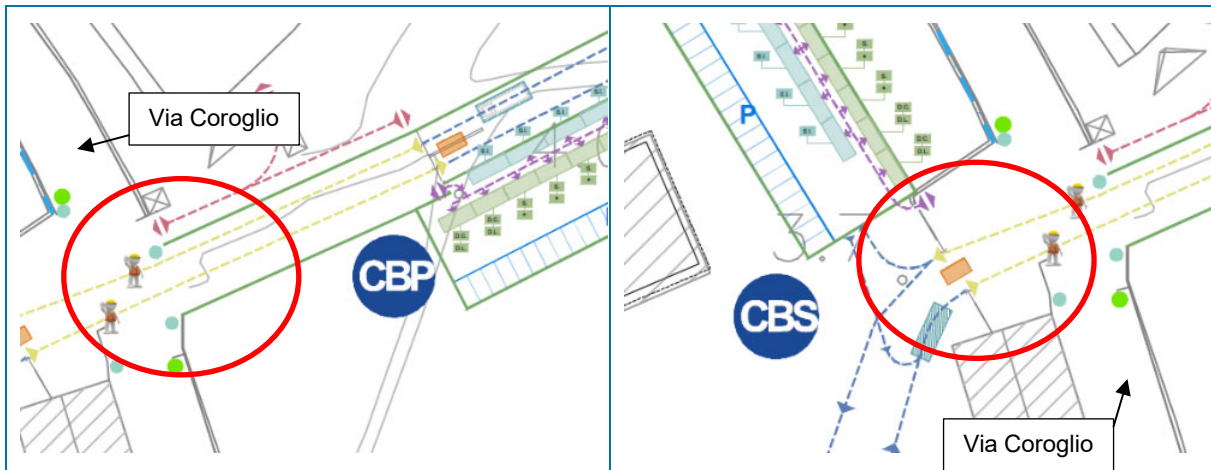 Via Coroglio
S.I.
S.I.
S.I.
S.I.
S.
+
S.
+
S.
+
D.C.
D.L.
D.C.
D.L.
CBP
S.I.
S.I.
S.I.
S.I.
S.
+
S.
+
S.
+
D.C.
D.L.
D.C.
D.L.
P
CBS
Via Coroglio